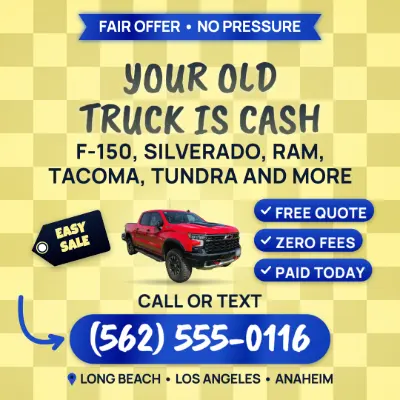 FAIR OFFER • NO PRESSURE
YOUR OLD
TRUCK IS CASH
F-150, SILVERADO, RAM,
TACOMA, TUNDRA AND MORE
EASY
SALE
FREE QUOTE
ZERO FEES
PAID TODAY
CALL OR TEXT
(562) 555-0116
LONG BEACH • LOS ANGELES • ANAHEIM